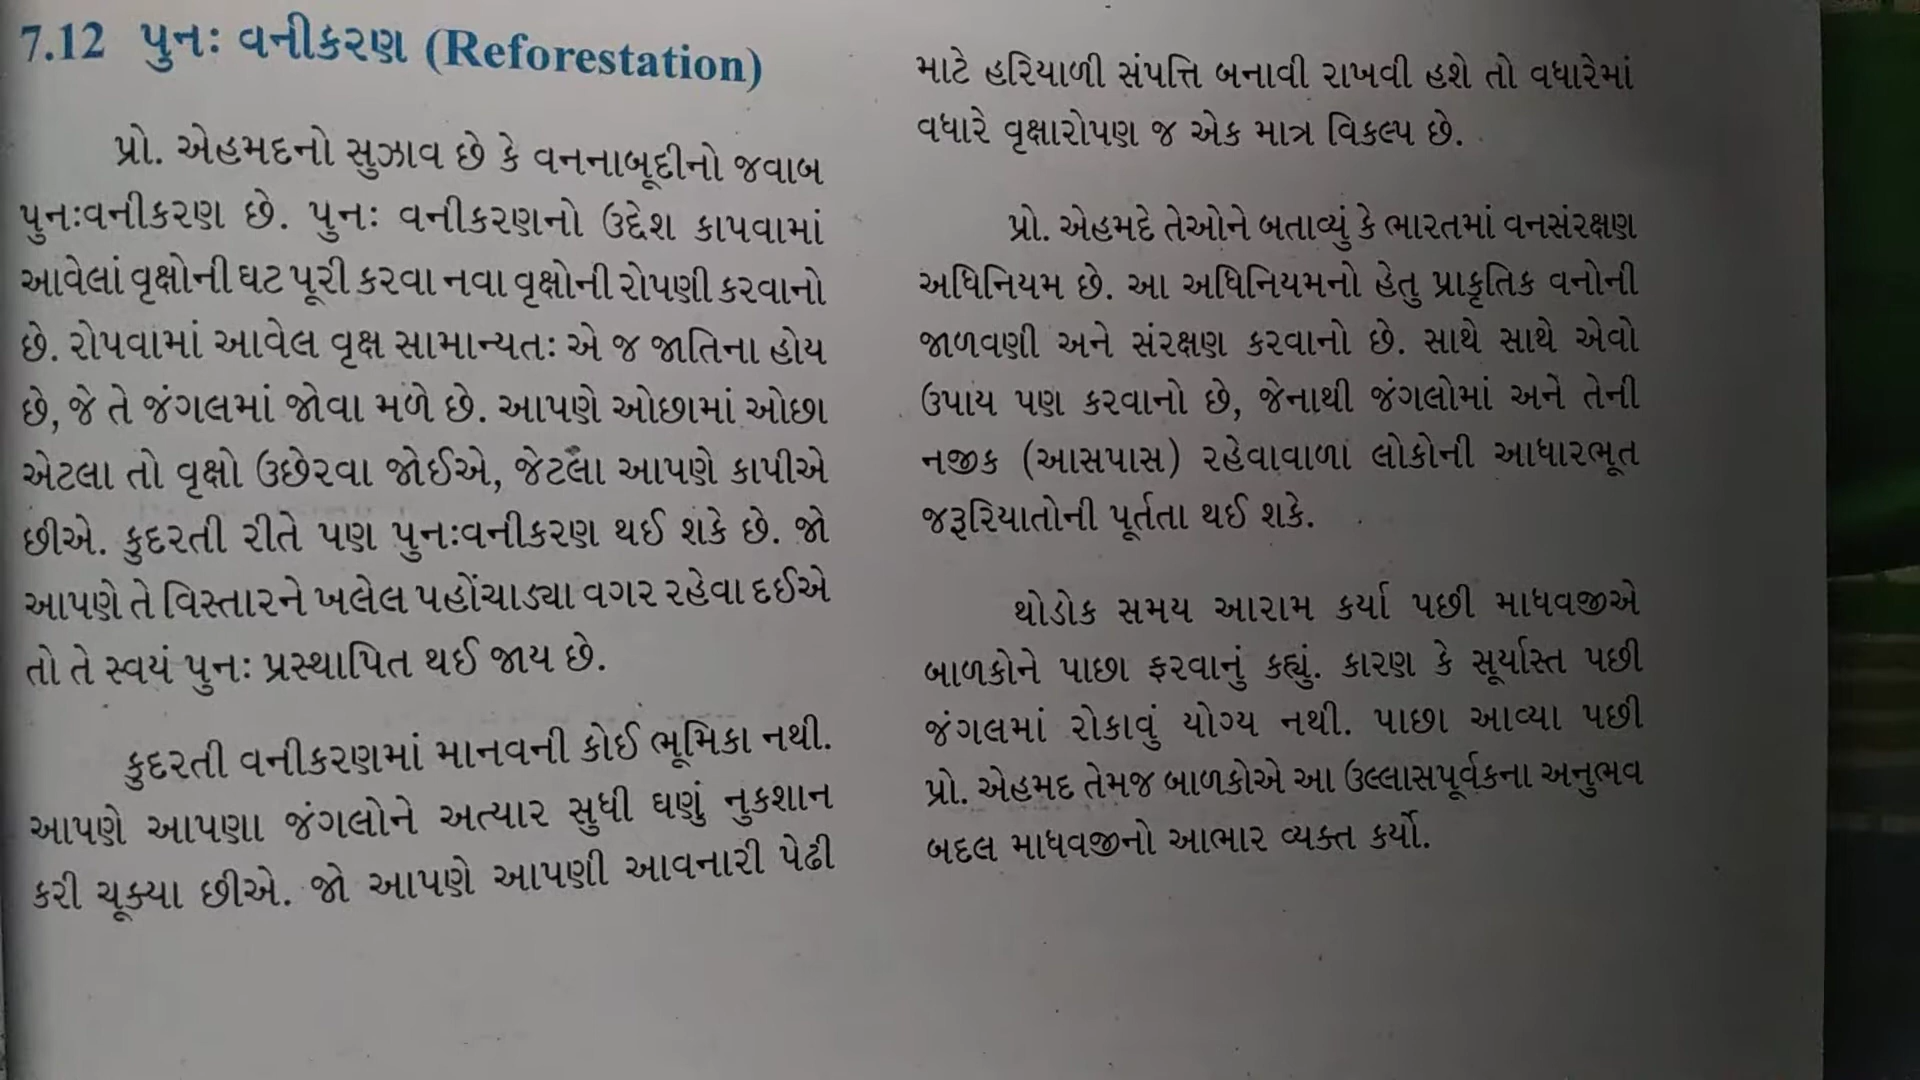 7.12 પુનઃ વનીકરણ (Reforestation)
પ્રો. એહમદનો સુઝાવ છે કે વનનાબૂદીનો જવાબ
પુનઃવનીકરણ છે. પુનઃ વનીકરણનો ઉદ્દેશ કાપવામાં
આવેલાં વૃક્ષોની ઘટ પૂરી કરવા નવા વૃક્ષોની રોપણી કરવાનો
છે. રોપવામાં આવેલ વૃક્ષ સામાન્યતઃ એ જ જાતિના હોય
છે, જે તે જંગલમાં જોવા મળે છે. આપણે ઓછામાં ઓછા
એટલા તો વૃક્ષો ઉછેરવા જોઈએ, જેટલા આપણે કાપીએ
છીએ. કુદરતી રીતે પણ પુનઃવનીકરણ થઈ શકે છે. જો
આપણે તે વિસ્તારને ખલેલ પહોંચાડ્યા વગર રહેવા દઈએ
તો તે સ્વયં પુનઃ પ્રસ્થાપિત થઈ જાય છે.
કુદરતી વનીકરણમાં માનવની કોઈ ભૂમિકા નથી.
આપણે આપણા જંગલોને અત્યાર સુધી ઘણું નુકશાન
કરી ચૂક્યા છીએ. જો આપણે આપણી આવનારી પેઢી
માટે હરિયાળી સંપત્તિ બનાવી રાખવી હશે તો વધારેમાં
વધારે વૃક્ષારોપણ જ એક માત્ર વિકલ્પ છે.
પ્રો. એહમદે તેઓને બતાવ્યું કે ભારતમાં વનસંરક્ષણ
અધિનિયમ છે. આ અધિનિયમનો હેતુ પ્રાકૃતિક વનોની
જાળવણી અને સંરક્ષણ કરવાનો છે. સાથે સાથે એવો
ઉપાય પણ કરવાનો છે, જેનાથી જંગલોમાં અને તેની
નજીક (આસપાસ) રહેવાવાળાં લોકોની આધારભૂત
જરૂરિયાતોની પૂર્તતા થઈ શકે.
થોડોક સમય આરામ કર્યા પછી માધવજીએ
બાળકોને પાછા ફરવાનું કહ્યું. કારણ કે સૂર્યાસ્ત પછી
જંગલમાં રોકાવું યોગ્ય નથી. પાછા આવ્યા પછી
પ્રો. એહમદ તેમજ બાળકોએ આ ઉલ્લાસપૂર્વકના અનુભવ
બદલ માધવજીનો આભાર વ્યક્ત કર્યો.